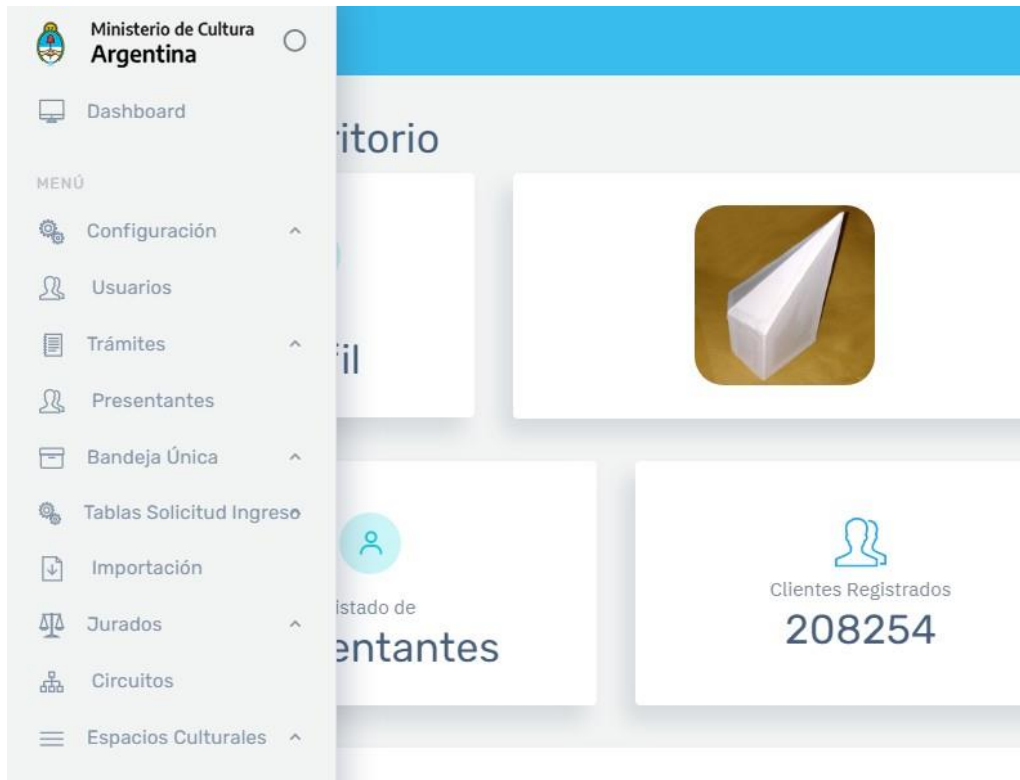 Ministerio de Cultura
Argentina
Dashboard
MENÚ
Configuración
Usuarios
Trámites
Presentantes
Bandeja Única
Tablas Solicitud Ingreso
Importación
Jurados
Circuitos
Espacios Culturales
ritorio
fil
istado de
entantes
Clientes Registrados
208254